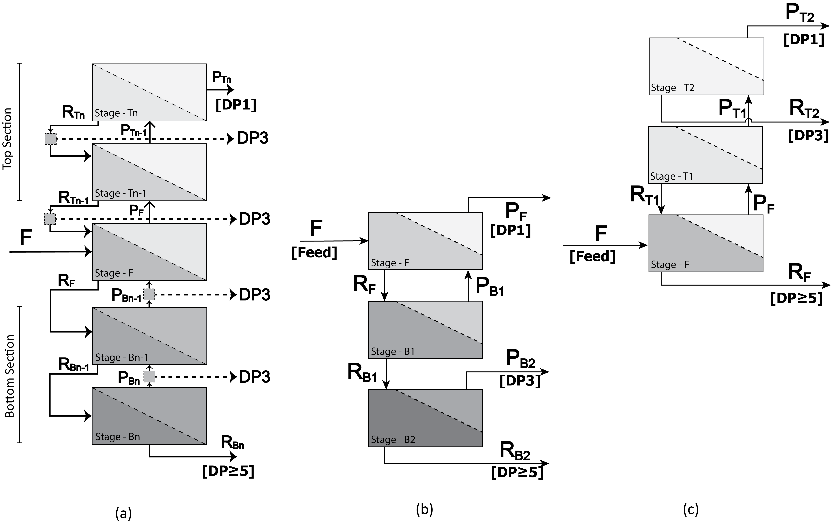 Top Section
Bottom Section
P_Tn
[DP1]
Stage - Tn
R_Tn
P_Tn-1
DP3
Stage - Tn-1
R_Tn-1
P_F
DP3
F
Stage - F
R_F
P_Bn-1
DP3
Stage - Bn-1
R_Bn-1
P_Bn
DP3
Stage - Bn
R_Bn
[DP≥5]
(a)
F
[Feed]
P_F
[DP1]
Stage - F
R_F
P_B1
Stage B1
R_B1
P_B2
[DP3]
Stage B2
R_B2
[DP≥5]
(b)
P_T2
[DP1]
Stage - T2
P_T1
R_T2
[DP3]
Stage - T1
R_T1
P_F
F
[Feed]
Stage F
R_F
[DP≥5]
(c)